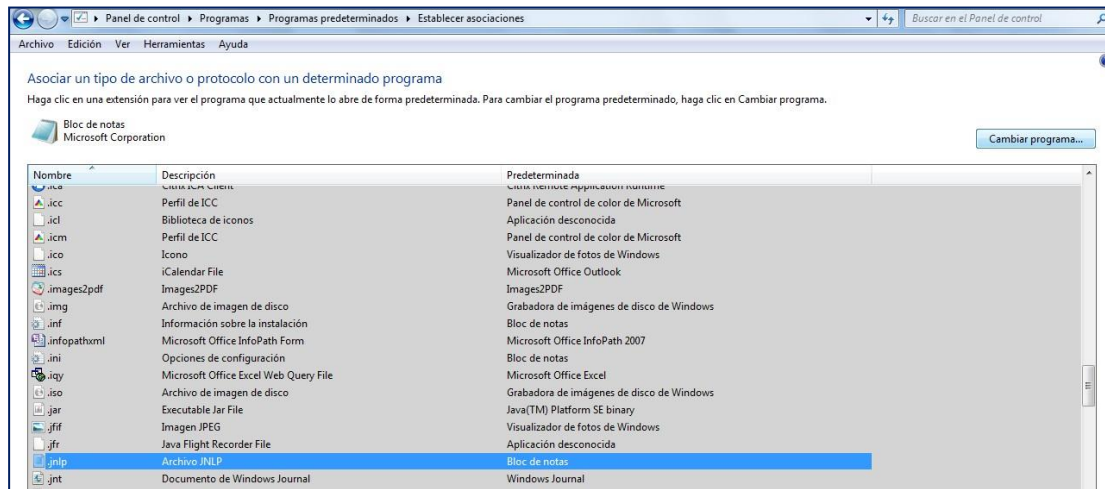 Panel de control ▸ Programas ▸ Programas predeterminados ▸ Establecer asociaciones
Buscar en el Panel de control
Archivo Edición Ver Herramientas Ayuda
Asociar un tipo de archivo o protocolo con un determinado programa
Haga clic en una extensión para ver el programa que actualmente lo abre de forma predeterminada. Para cambiar el programa predeterminado, haga clic en Cambiar programa.
Bloc de notas
Microsoft Corporation
Cambiar programa...
Nombre Descripción Predeterminada
.ica Citrix ICA Client Citrix Remote Application Runtime
.icc Perfil de ICC Panel de control de color de Microsoft
.icl Biblioteca de iconos Aplicación desconocida
.icm Perfil de ICC Panel de control de color de Microsoft
.ico Icono Visualizador de fotos de Windows
.ics iCalendar File Microsoft Office Outlook
.images2pdf Images2PDF Images2PDF
.img Archivo de imagen de disco Grabadora de imágenes de disco de Windows
.inf Información sobre la instalación Bloc de notas
.infopathxml Microsoft Office InfoPath Form Microsoft Office InfoPath 2007
.ini Opciones de configuración Bloc de notas
.iqy Microsoft Office Excel Web Query File Microsoft Office Excel
.iso Archivo de imagen de disco Grabadora de imágenes de disco de Windows
.jar Executable Jar File Java(TM) Platform SE binary
.jfif Imagen JPEG Visualizador de fotos de Windows
.jfr Java Flight Recorder File Aplicación desconocida
.jnlp Archivo JNLP Bloc de notas
.jnt Documento de Windows Journal Windows Journal